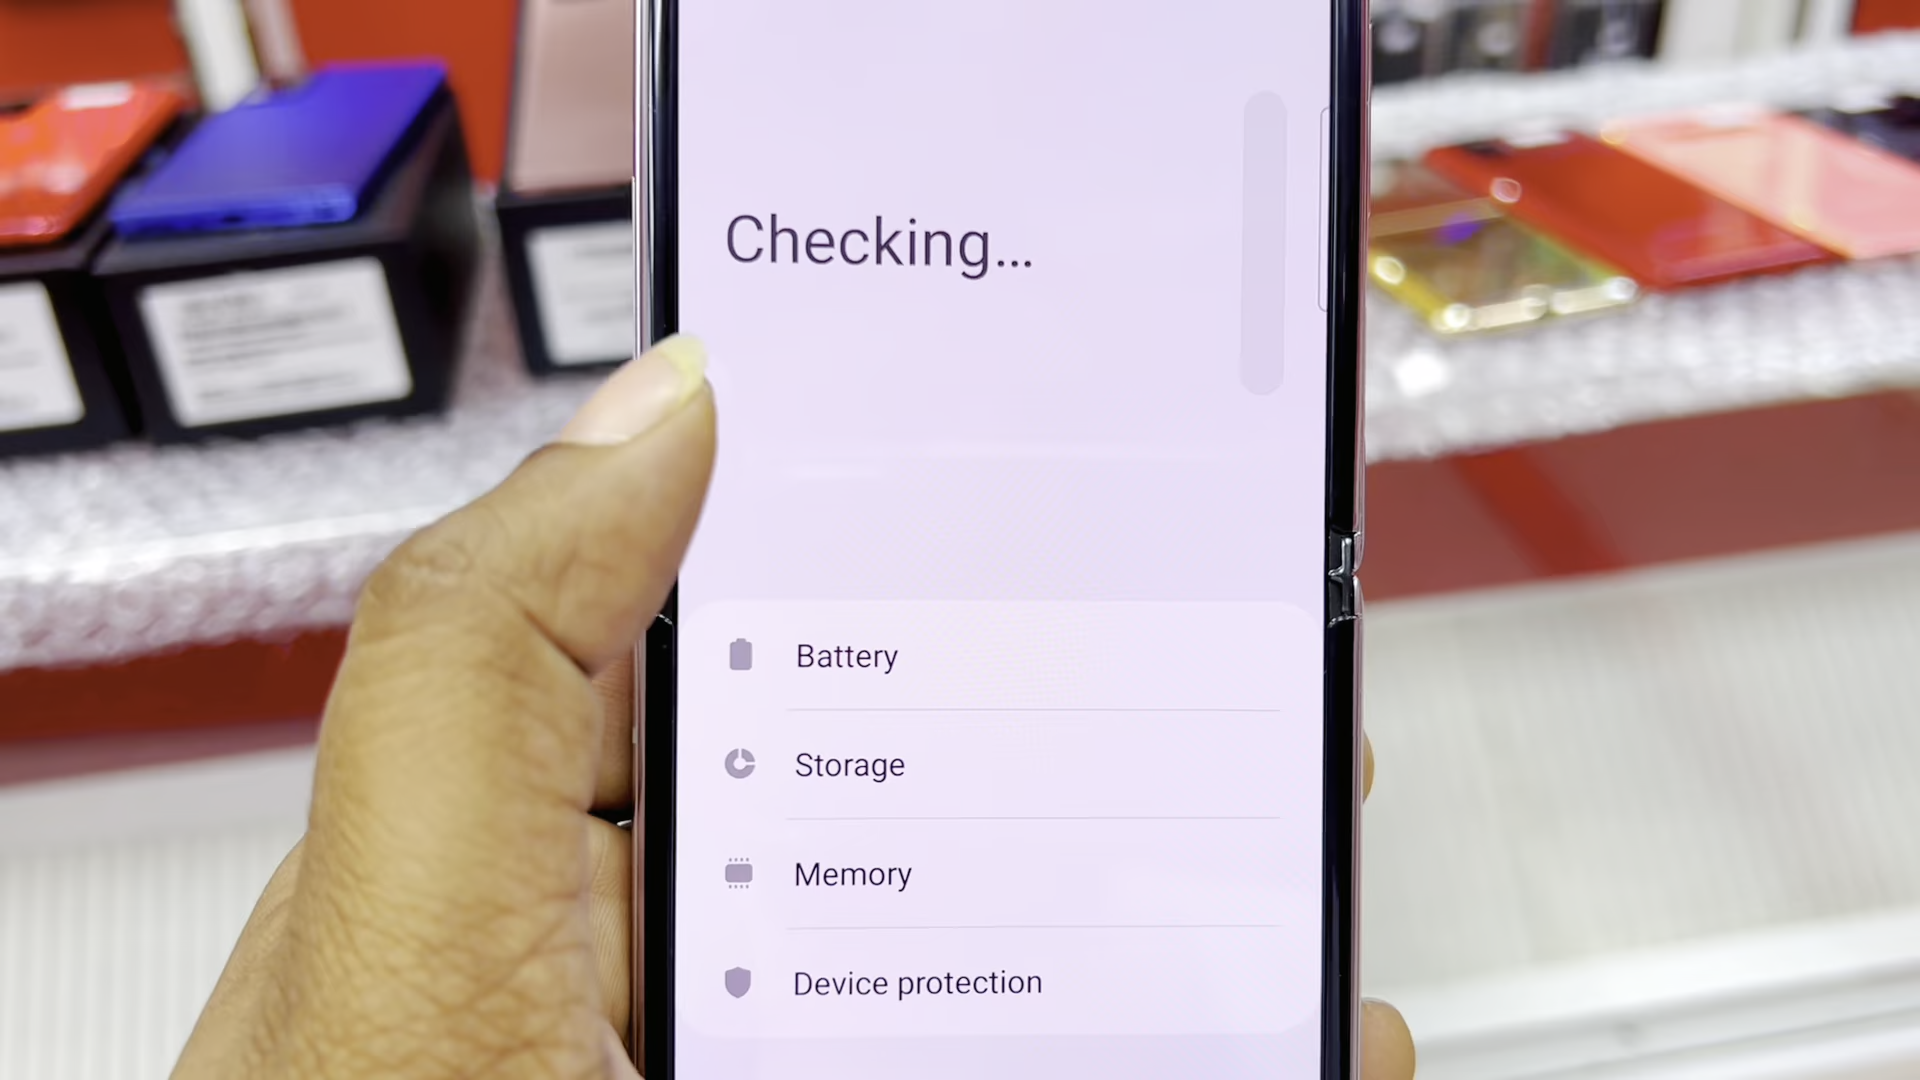 Checking...
Battery
Storage
Memory
Device protection